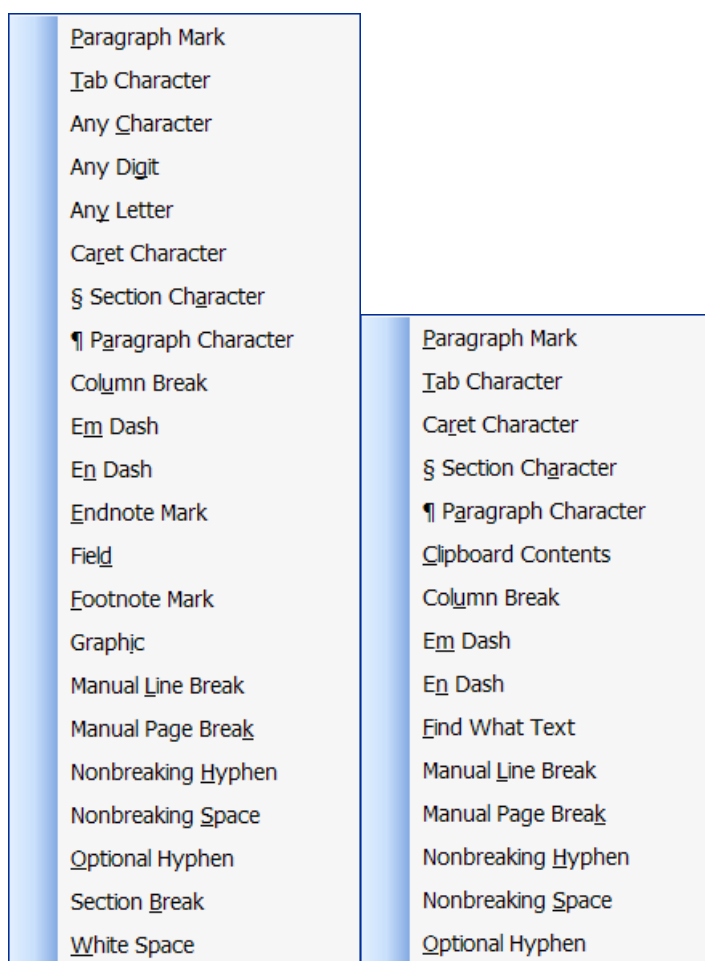 Paragraph Mark
Tab Character
Any Character
Any Digit
Any Letter
Caret Character
§ Section Character
¶ Paragraph Character
Column Break
Em Dash
En Dash
Endnote Mark
Field
Footnote Mark
Graphic
Manual Line Break
Manual Page Break
Nonbreaking Hyphen
Nonbreaking Space
Optional Hyphen
Section Break
White Space
Paragraph Mark
Tab Character
Caret Character
§ Section Character
¶ Paragraph Character
Clipboard Contents
Column Break
Em Dash
En Dash
Find What Text
Manual Line Break
Manual Page Break
Nonbreaking Hyphen
Nonbreaking Space
Optional Hyphen